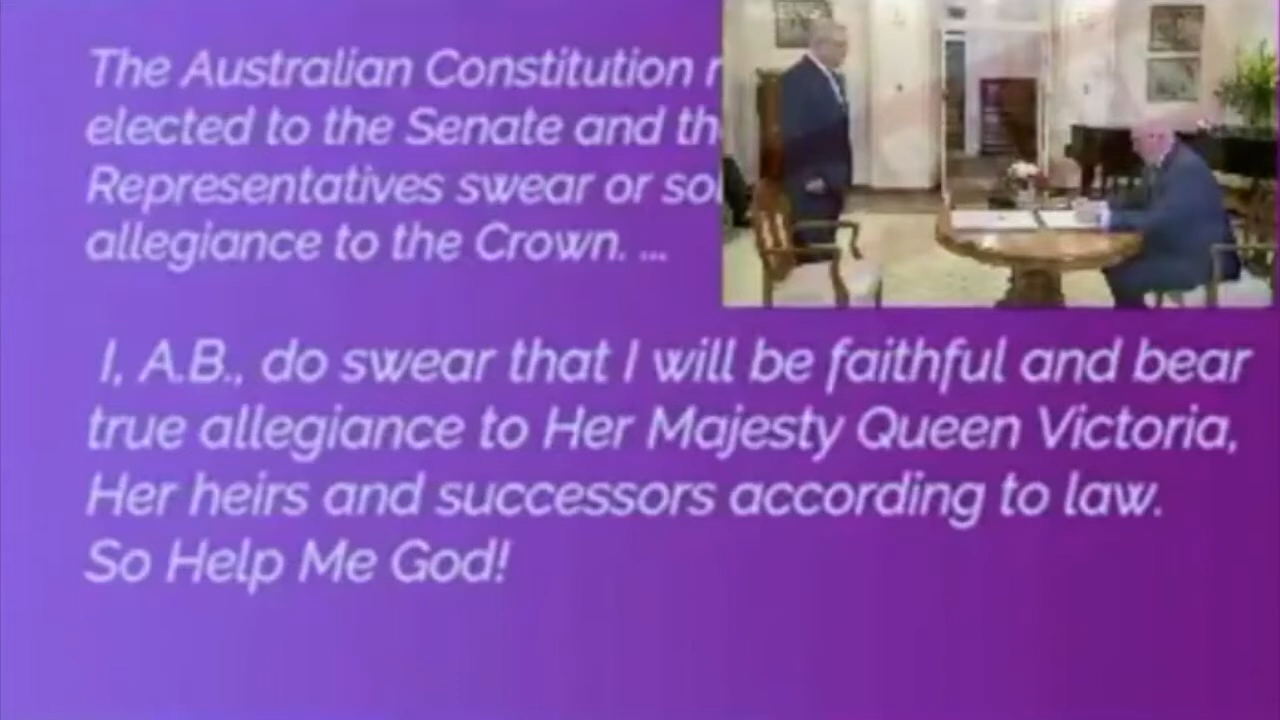 The Australian Constitution
elected to the Senate and
Representatives swear or
allegiance to the Crown. ...
I, A.B., do swear that I will be faithful and bear
true allegiance to Her Majesty Queen Victoria,
Her heirs and successors according to law.
So Help Me God!